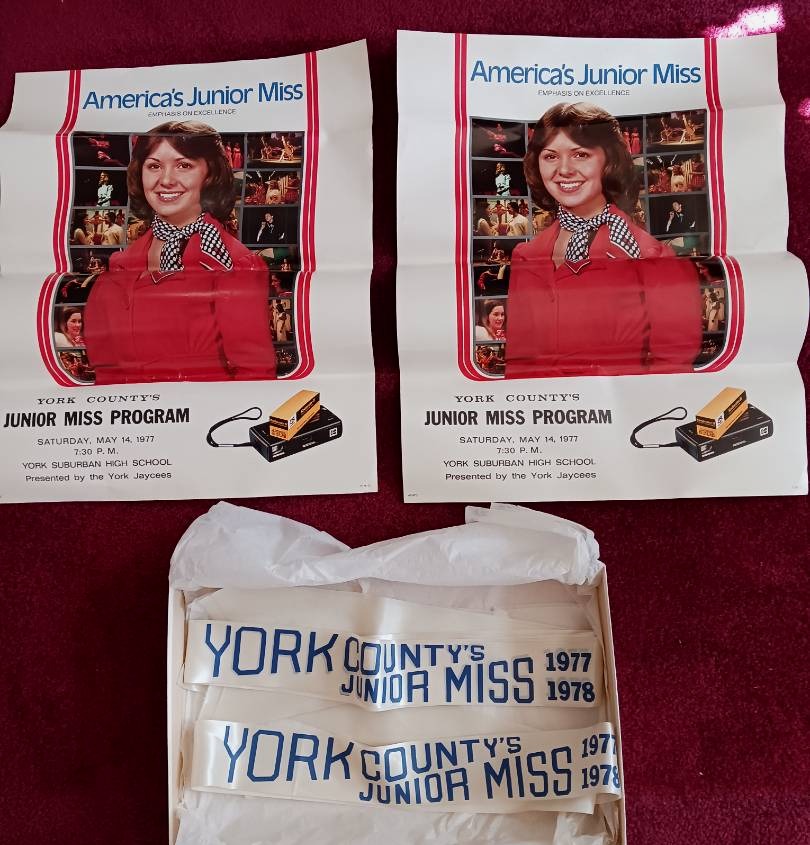 America's Junior Miss
EMPHASIS ON EXCELLENCE
YORK COUNTY'S
JUNIOR MISS PROGRAM
SATURDAY, MAY 14, 1977
7:30 P. M.
YORK SUBURBAN HIGH SCHOOL
Presented by the York Jaycees
America's Junior Miss
EMPHASIS ON EXCELLENCE
YORK COUNTY'S
JUNIOR MISS PROGRAM
SATURDAY, MAY 14, 1977
7:30 P. M.
YORK SUBURBAN HIGH SCHOOL
Presented by the York Jaycees
YORK COUNTY'S JUNIOR MISS 1977 1978
YORK COUNTY'S JUNIOR MISS 1977 1978